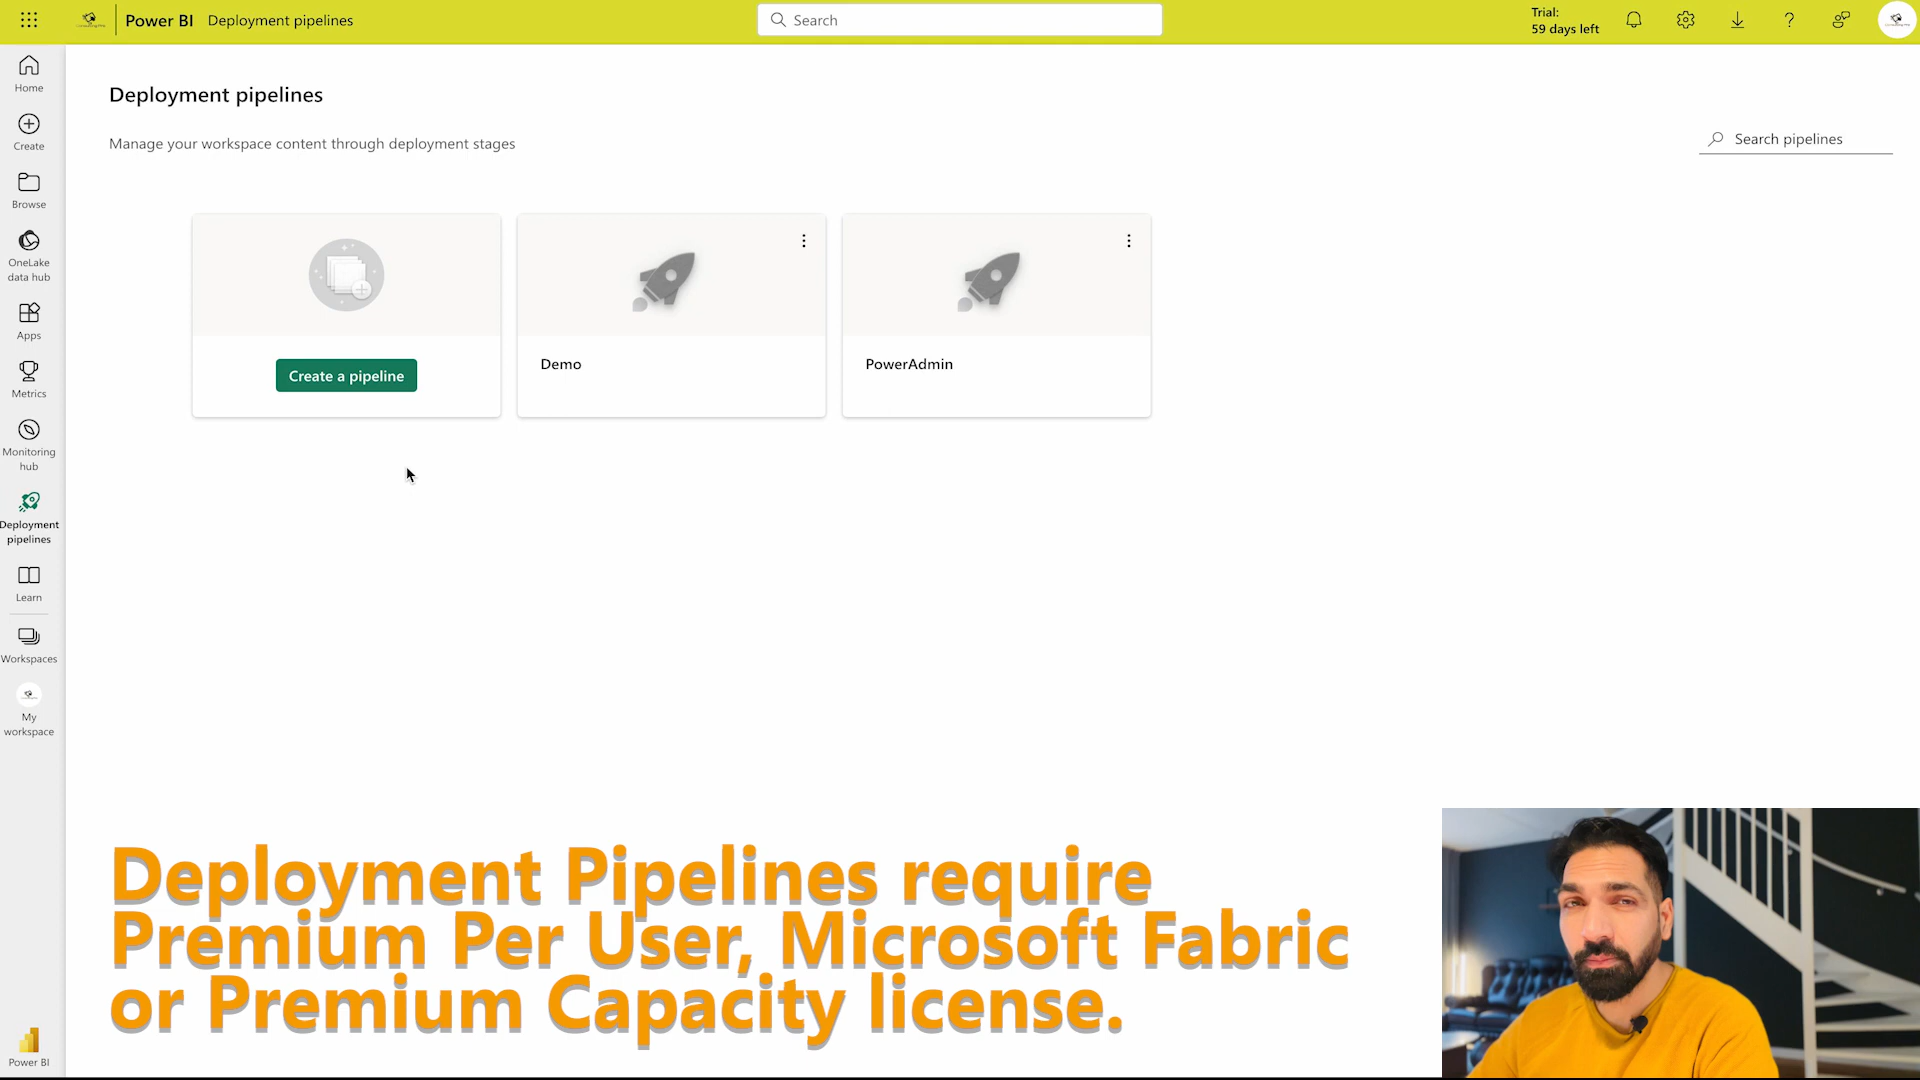 Power BI
Deployment pipelines
Search
Trial:
59 days left
Home
Create
Browse
OneLake
data hub
Apps
Metrics
Monitoring
hub
Deployment
pipelines
Learn
Workspaces
My
workspace
Power BI
Deployment pipelines
Manage your workspace content through deployment stages
Search pipelines
Create a pipeline
Demo
PowerAdmin
Deployment Pipelines require
Premium Per User, Microsoft Fabric
or Premium Capacity license.